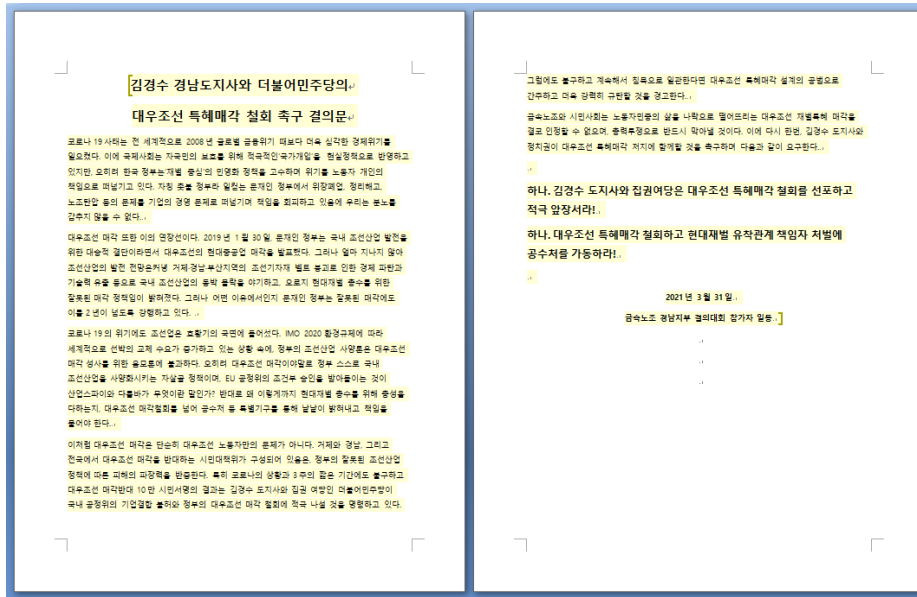 김경수 경남도지사와 더불어민주당의
대우조선 특혜매각 철회 촉구 결의문
코로나 19 사태는 전 세계적으로 2008년 글로벌 금융위기 때보다 더욱 심각한 경제위기를
일으켰다. 이에 국제사회는 자국민의 보호를 위해 적극적인'국가개입'을 현실정책으로 반영하고
있지만, 오히려 한국 정부는'재벌 중심'의 민영화 정책을 고수하며 위기를 노동자 개인의
책임으로 떠넘기고 있다. 자칭 촛불 정부라 일컫는 문재인 정부에서 위장폐업, 정리해고,
노조탄압 등의 문제를 기업의 경영 문제로 떠넘기며 책임을 회피하고 있음에 우리는 분노를
감추지 않을 수 없다.
대우조선 매각 또한 이의 연장선이다. 2019년 1월 30일, 문재인 정부는 국내 조선산업 발전을
위한 대승적 결단이라면서 대우조선의 현대중공업 매각을 발표했다. 그러나 얼마 지나지 않아
조선산업의 발전 전망은커녕 거제·경남·부산지역의 조선기자재 벨트 붕괴로 인한 경제 파탄과
기술력 유출 등으로 국내 조선산업의 동반 몰락을 야기하고, 오로지 현대재벌 총수를 위한
잘못된 매각 정책임이 밝혀졌다. 그러나 어떤 이유에서인지 문재인 정부는 잘못된 매각에도
이를 2년이 넘도록 강행하고 있다.
코로나 19의 위기에도 조선업은 호황기의 국면에 들어섰다. IMO 2020 환경규제에 따라
세계적으로 선박의 교체 수요가 증가하고 있는 상황 속에, 정부의 조선산업 사양론은 대우조선
매각 성사를 위한 음모론에 불과하다. 오히려 대우조선 매각이야말로 정부 스스로 국내
조선산업을 사양화시키는 자살골 정책이며, EU 공정위의 조건부 승인을 받아들이는 것이
산업스파이와 다를바가 무엇이란 말인가? 반대로 왜 이렇게까지 현대재벌 총수를 위해 충성을
다하는지, 대우조선 매각철회를 넘어 공수처 등 특별기구를 통해 낱낱이 밝혀내고, 책임을
물어야 한다.
이처럼 대우조선 매각은 단순히 대우조선 노동자만의 문제가 아니다. 거제와 경남, 그리고
전국에서 대우조선 매각을 반대하는 시민대책위가 구성되어 있음은, 정부의 잘못된 조선산업
정책에 따른 피해의 파장력을 반증한다. 특히 코로나의 상황과 3주의 짧은 기간에도 불구하고
대우조선 매각반대 10만 시민서명의 결과는 김경수 도지사와 집권 여당인 더불어민주당이
국내 공정위의 기업결합 불허와 정부의 대우조선 매각 철회에 적극 나설 것을 명령하고 있다.
그럼에도 불구하고 계속해서 침묵으로 일관한다면 대우조선 특혜매각 설계의 공범으로
간주하고 더욱 강력히 규탄할 것을 경고한다.
금속노조와 시민사회는 노동자민중의 삶을 나락으로 떨어뜨리는 대우조선 재벌특혜 매각을
결코 인정할 수 없으며, 총력투쟁으로 반드시 막아낼 것이다. 이에 다시 한번, 김경수 도지사와
정치권이 대우조선 특혜매각 저지에 함께할 것을 촉구하며 다음과 같이 요구한다.
하나. 김경수 도지사와 집권여당은 대우조선 특혜매각 철회를 선포하고
적극 앞장서라!
하나. 대우조선 특혜매각 철회하고 현대재벌 유착관계 책임자 처벌에
공수처를 가동하라!
2021년 3월 31일.
금속노조 경남지부 결의대회 참가자 일동